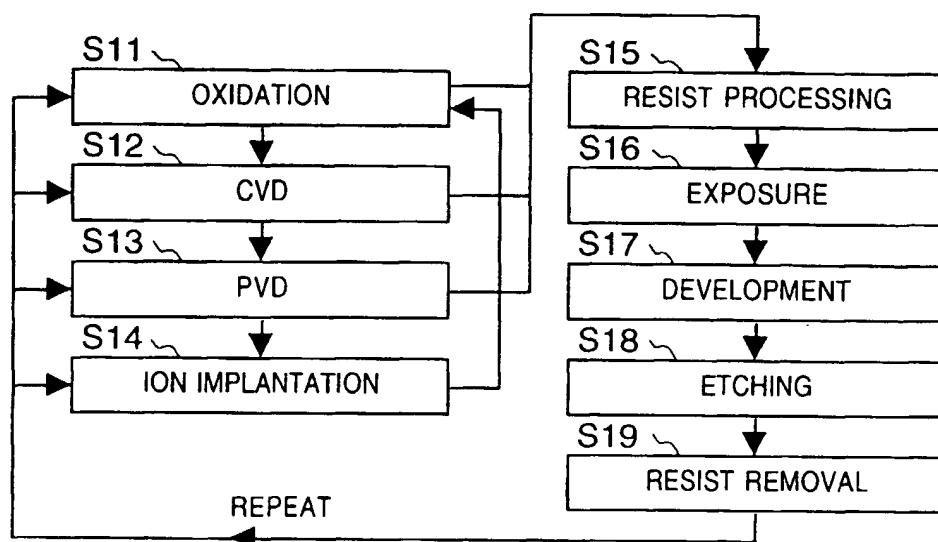 S11
OXIDATION
S12
CVD
S13
PVD
S14
ION IMPLANTATION
S15
RESIST PROCESSING
S16
EXPOSURE
S17
DEVELOPMENT
S18
ETCHING
S19
RESIST REMOVAL
REPEAT